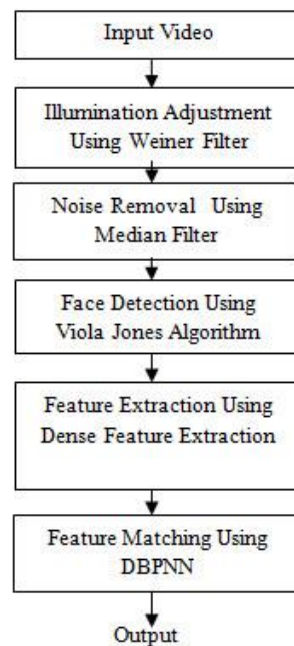 Input Video
Illumination Adjustment
Using Weiner Filter
Noise Removal Using
Median Filter
Face Detection Using
Viola Jones Algorithm
Feature Extraction Using
Dense Feature Extraction
Feature Matching Using
DBPNN
Output